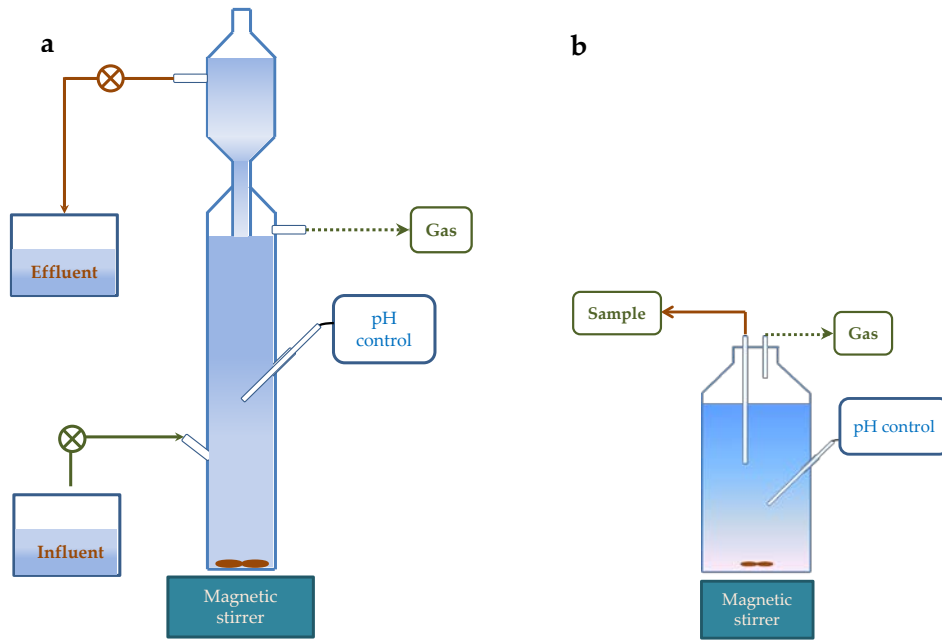 a
b
Gas
Effluent
pH
control
Sample
Gas
pH control
Influent
Magnetic
stirrer
Magnetic
stirrer